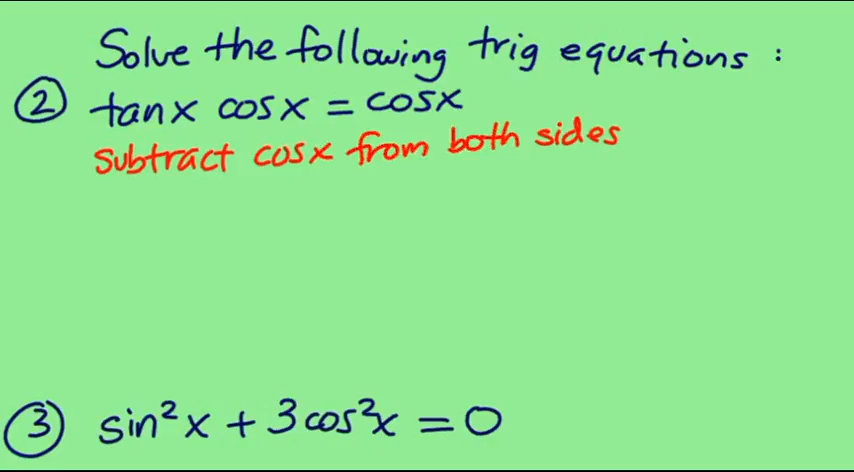 Solve the following trig equations :
② tanx cosx = cosx
subtract cosx from both sides
③ sin²x + 3cos²x = 0